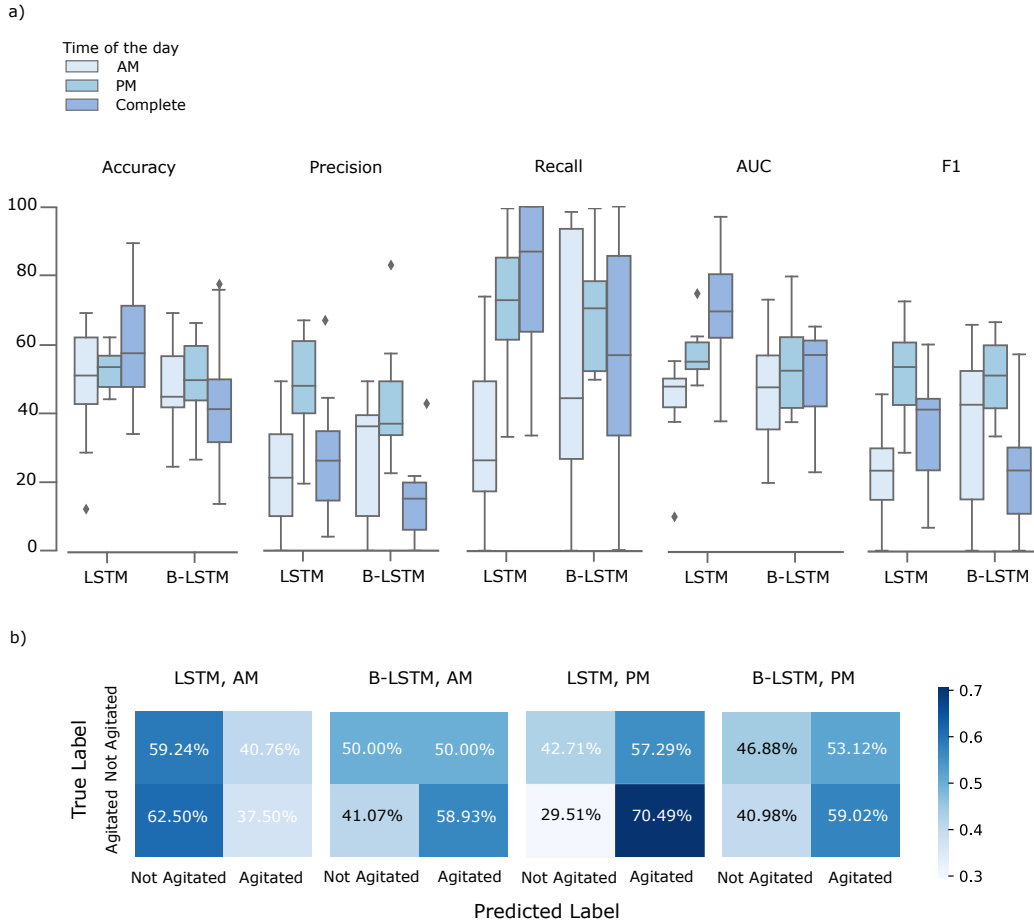 a)
Time of the day
AM
PM
Complete
Accuracy Precision Recall AUC F1
100
80
60
40
20
0
LSTM B-LSTM LSTM B-LSTM LSTM B-LSTM LSTM B-LSTM LSTM B-LSTM
b)
LSTM, AM B-LSTM, AM LSTM, PM B-LSTM, PM
True Label
Not Agitated
Agitated
59.24% 40.76% 50.00% 50.00% 42.71% 57.29% 46.88% 53.12%
62.50% 37.50% 41.07% 58.93% 29.51% 70.49% 40.98% 59.02%
Not Agitated Agitated Not Agitated Agitated Not Agitated Agitated Not Agitated Agitated
Predicted Label
0.7
0.6
0.5
0.4
0.3